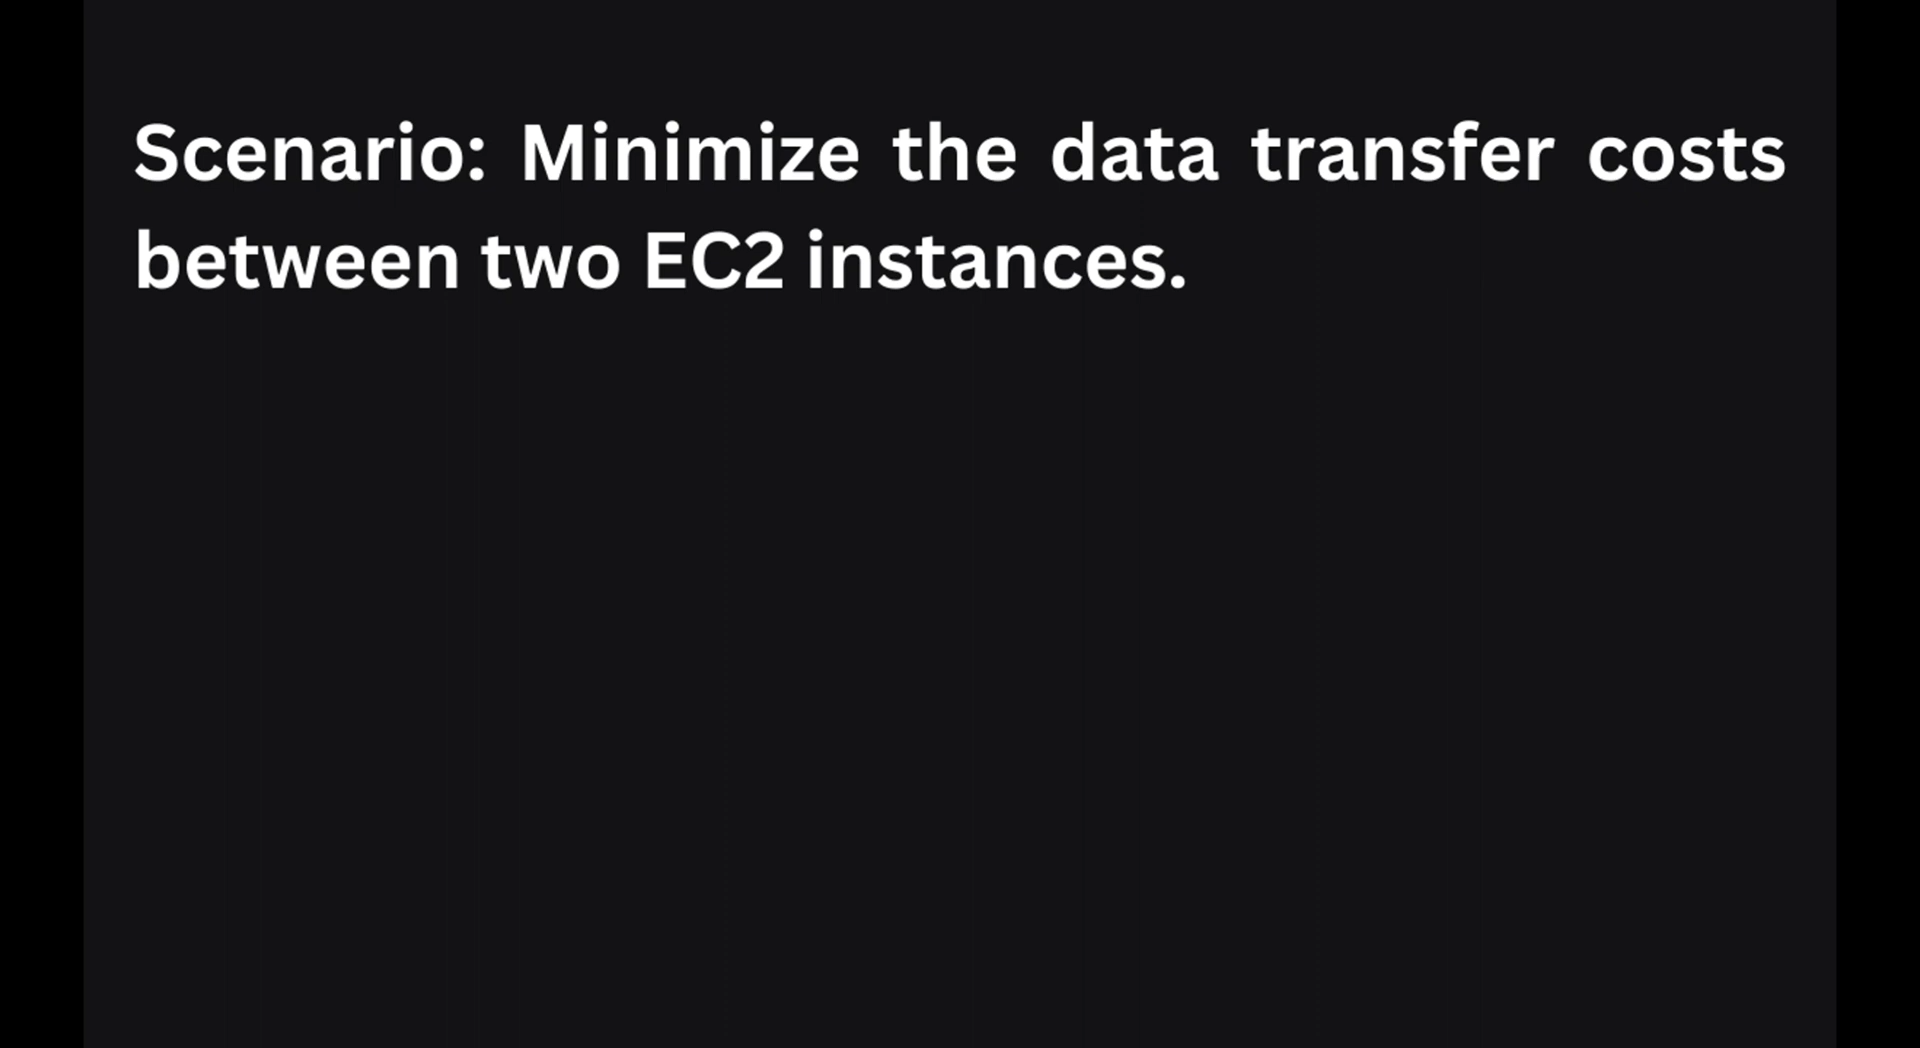 Scenario: Minimize the data transfer costs
between two EC2 instances.